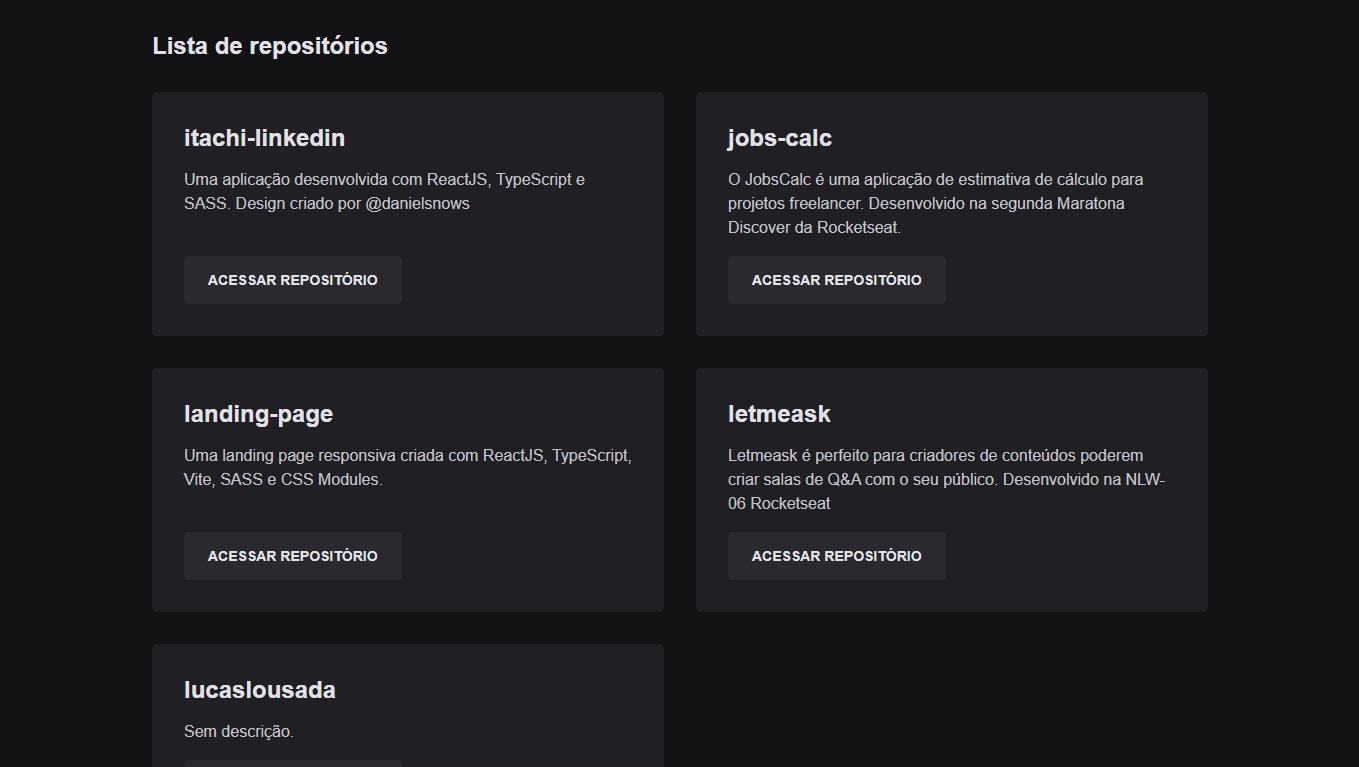 Lista de repositórios
itachi-linkedin
Uma aplicação desenvolvida com ReactJS, TypeScript e
SASS. Design criado por @danielsnows
ACESSAR REPOSITÓRIO
jobs-calc
O JobsCalc é uma aplicação de estimativa de cálculo para
projetos freelancer. Desenvolvido na segunda Maratona
Discover da Rocketseat.
ACESSAR REPOSITÓRIO
landing-page
Uma landing page responsiva criada com ReactJS, TypeScript,
Vite, SASS e CSS Modules.
ACESSAR REPOSITÓRIO
letmeask
Letmeask é perfeito para criadores de conteúdos poderem
criar salas de Q&A com o seu público. Desenvolvido na NLW-
06 Rocketseat
ACESSAR REPOSITÓRIO
lucaslousada
Sem descrição.